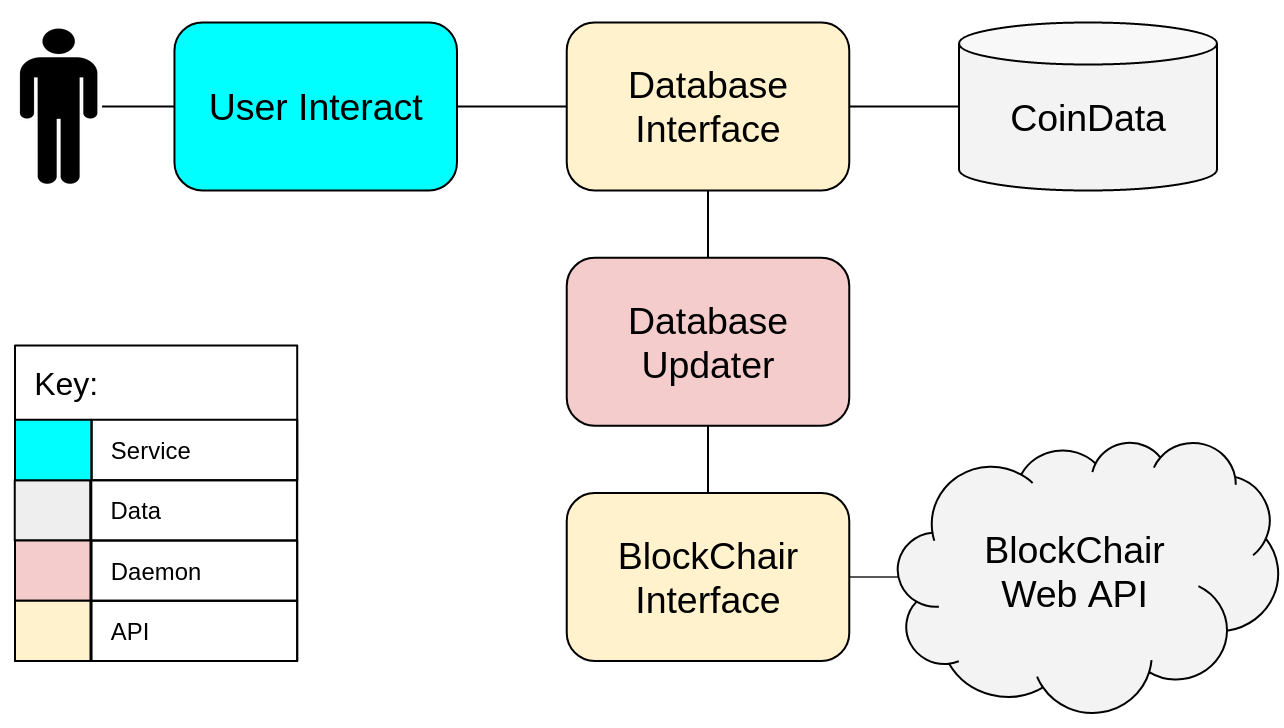 User Interact
Database
Interface
CoinData
Database
Updater
Key:
Service
Data
Daemon
API
BlockChair
Interface
BlockChair
Web API